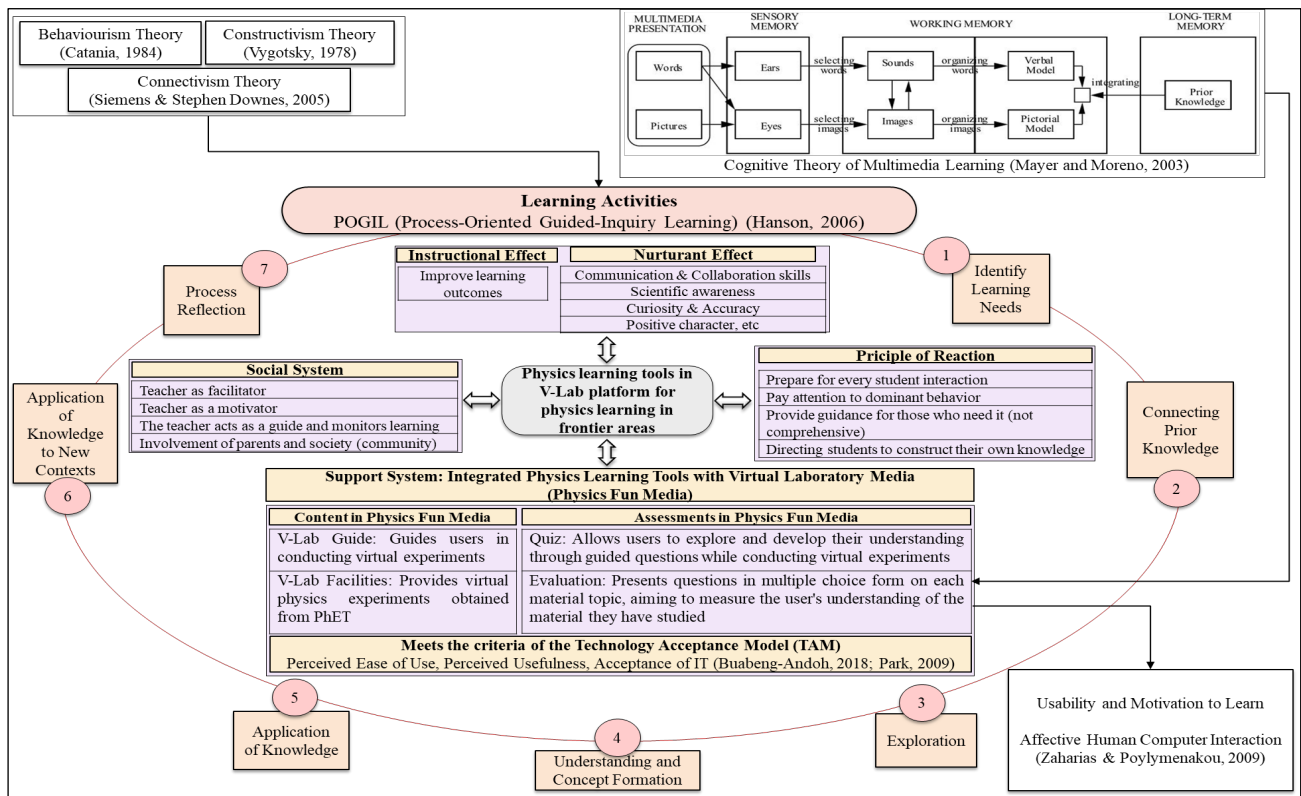 Behaviourism Theory
(Catania, 1984)
Constructivism Theory
(Vygotsky, 1978)
Connectivism Theory
(Siemens & Stephen Downes, 2005)
MULTIMEDIA
PRESENTATION
SENSORY
MEMORY
WORKING MEMORY
LONG-TERM
MEMORY
Words
Ears
selecting
words
Sounds
organizing
words
Verbal
Model
integrating
Prior
Knowledge
Pictures
Eyes
selecting
images
Images
organizing
images
Pictorial
Model
Cognitive Theory of Multimedia Learning (Mayer and Moreno, 2003)
Learning Activities
POGIL (Process-Oriented Guided-Inquiry Learning) (Hanson, 2006)
1
Identify
Learning
Needs
7
Process
Reflection
Instructional Effect
Improve learning
outcomes
Nurturant Effect
Communication & Collaboration skills
Scientific awareness
Curiosity & Accuracy
Positive character, etc
Social System
Teacher as facilitator
Teacher as a motivator
The teacher acts as a guide and monitors learning
Involvement of parents and society (community)
Physics learning tools in
V-Lab platform for
physics learning in
frontier areas
Priciple of Reaction
Prepare for every student interaction
Pay attention to dominant behavior
Provide guidance for those who need it (not
comprehensive)
Directing students to construct their own knowledge
Application
of
Knowledge
to New
Contexts
6
Connecting
Prior
Knowledge
2
Support System: Integrated Physics Learning Tools with Virtual Laboratory Media
(Physics Fun Media)
Content in Physics Fun Media
V-Lab Guide: Guides users in
conducting virtual experiments
V-Lab Facilities: Provides virtual
physics experiments obtained
from PhET
Assessments in Physics Fun Media
Quiz: Allows users to explore and develop their understanding
through guided questions while conducting virtual experiments
Evaluation: Presents questions in multiple choice form on each
material topic, aiming to measure the user's understanding of the
material they have studied
Meets the criteria of the Technology Acceptance Model (TAM)
Perceived Ease of Use, Perceived Usefulness, Acceptance of IT (Buabeng-Andoh, 2018; Park, 2009)
5
Application
of Knowledge
4
Understanding and
Concept Formation
3
Exploration
Usability and Motivation to Learn
Affective Human Computer Interaction
(Zaharias & Poylymenakou, 2009)